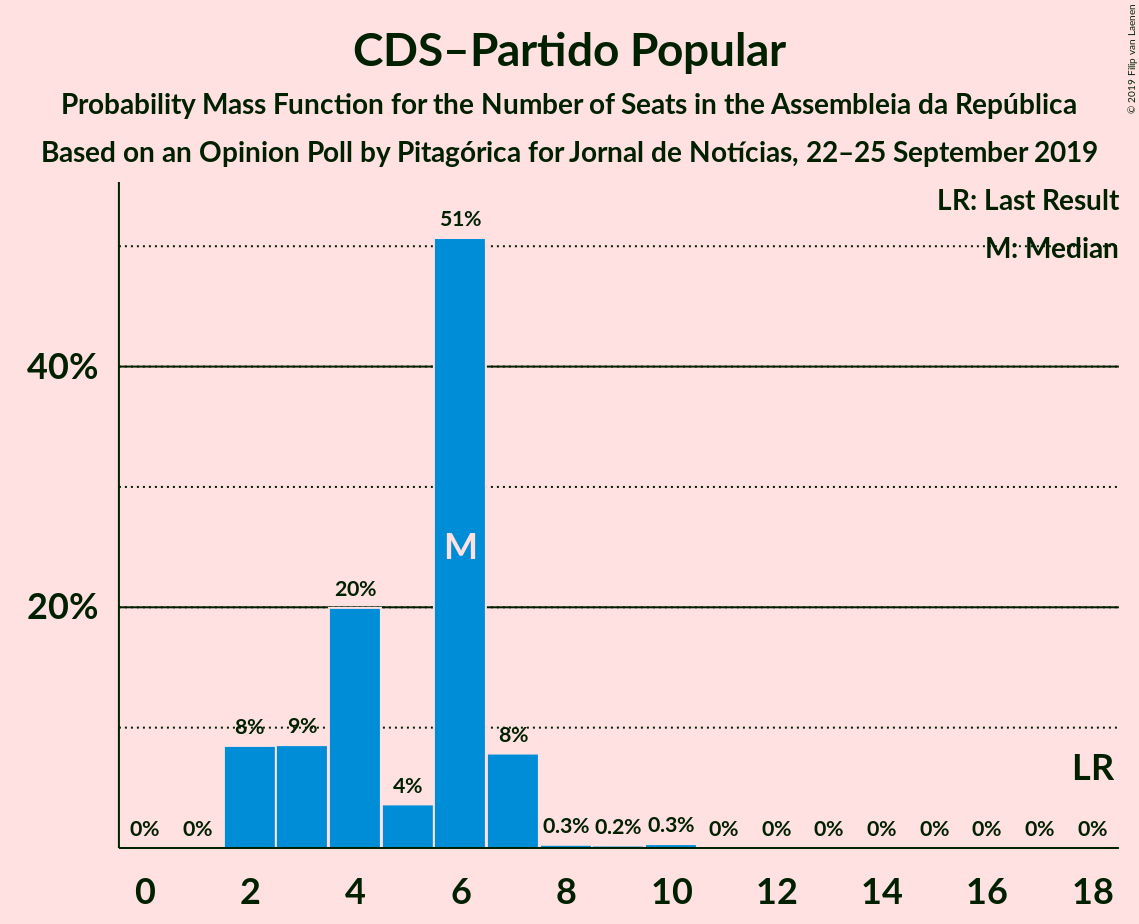 CDS–Partido Popular
Probability Mass Function for the Number of Seats in the Assembleia da República
Based on an Opinion Poll by Pitagórica for Jornal de Notícias, 22–25 September 2019
© 2019 Filip van Laenen
LR: Last Result
M: Median
51%
40%
M
20%
20%
8% 9% 8%
LR
4%
0% 0% 0.3% 0.2% 0.3% 0% 0% 0% 0% 0% 0% 0% 0%
0 2 4 6 8 10 12 14 16 18